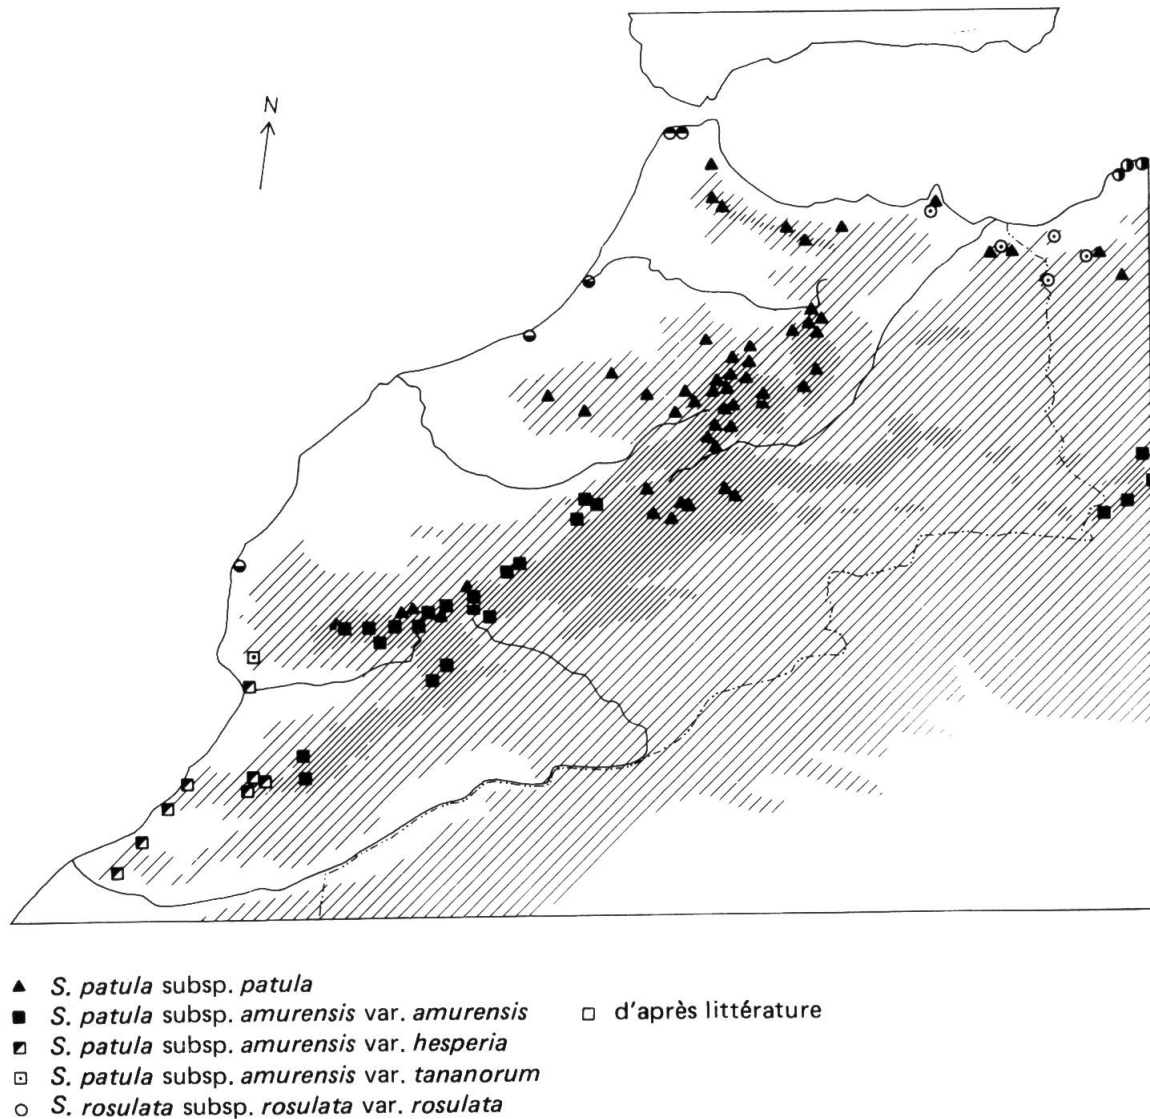 N
S. patula subsp. patula
S. patula subsp. amurensis var. amurensis
d'après littérature
S. patula subsp. amurensis var. hesperia
S. patula subsp. amurensis var. tananorum
S. rosulata subsp. rosulata var. rosulata